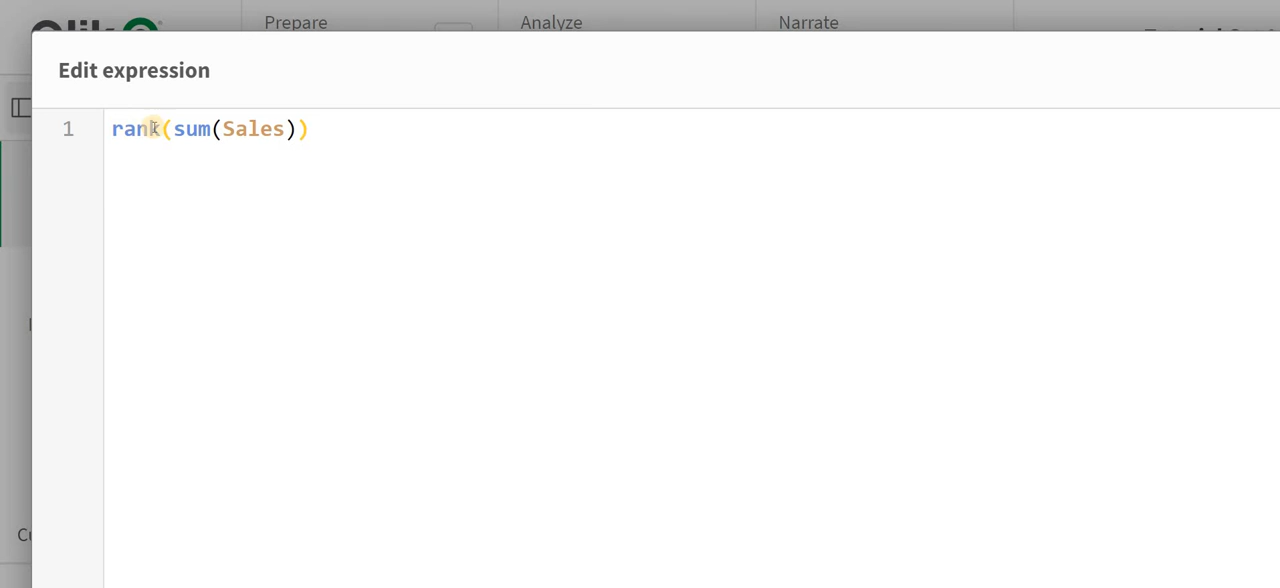 Prepare
Analyze
Narrate
Edit expression
1
rank(sum(Sales))